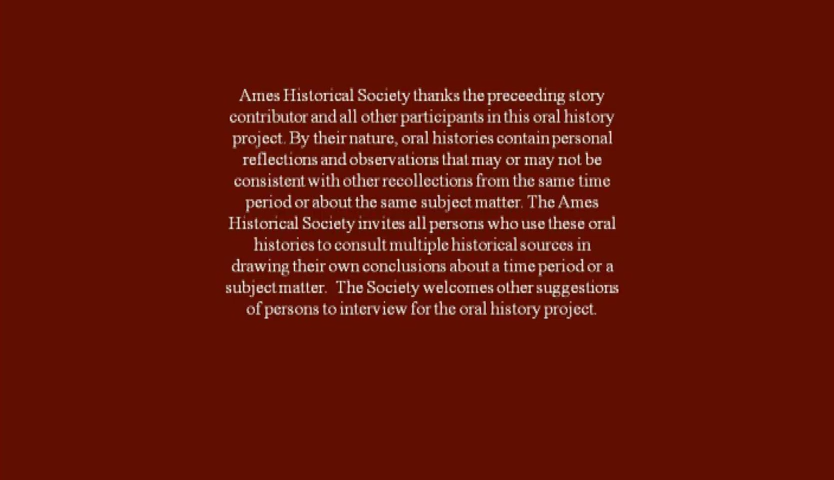 Ames Historical Society thanks the preceeding story
contributor and all other participants in this oral history
project. By their nature, oral histories contain personal
reflections and observations that may or may not be
consistent with other recollections from the same time
period or about the same subject matter. The Ames
Historical Society invites all persons who use these oral
histories to consult multiple historical sources in
drawing their own conclusions about a time period or a
subject matter. The Society welcomes other suggestions
of persons to interview for the oral history project.